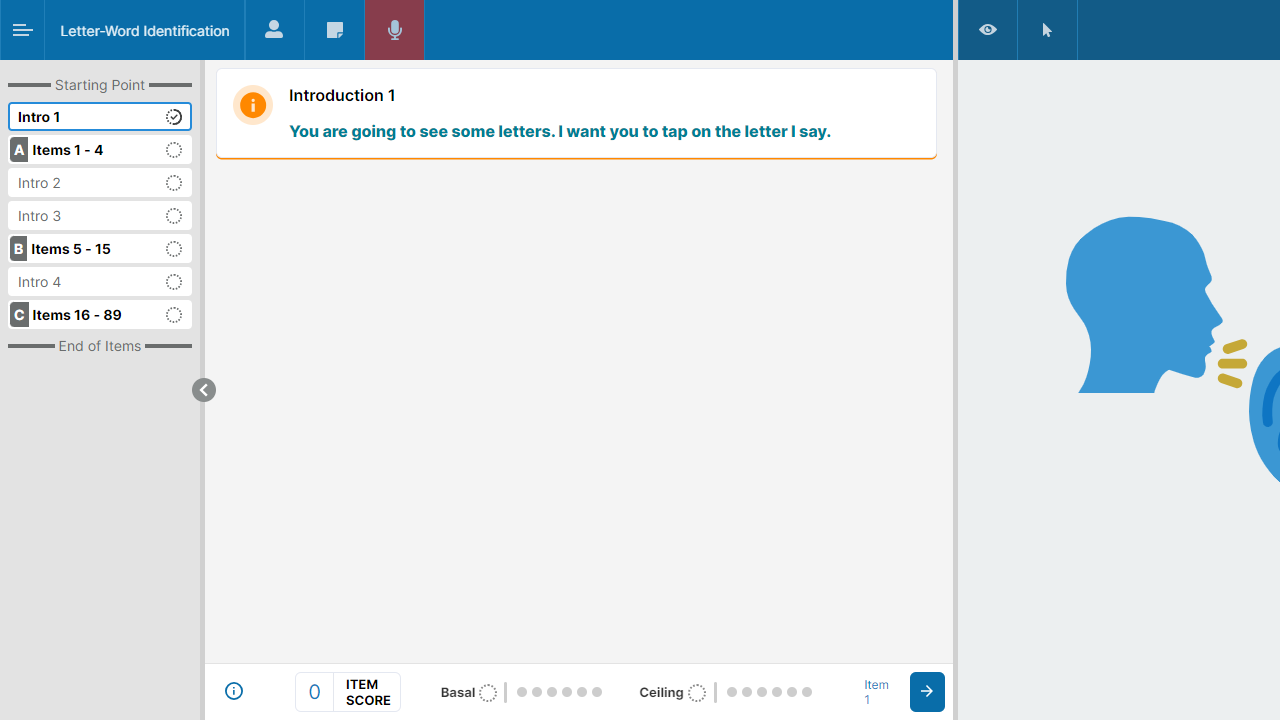 Letter-Word Identification
Starting Point
Intro 1
A Items 1 - 4
Intro 2
Intro 3
B Items 5 - 15
Intro 4
C Items 16 - 89
End of Items
Introduction 1
You are going to see some letters. I want you to tap on the letter I say.
0 ITEM
SCORE
Basal
Ceiling
Item
1